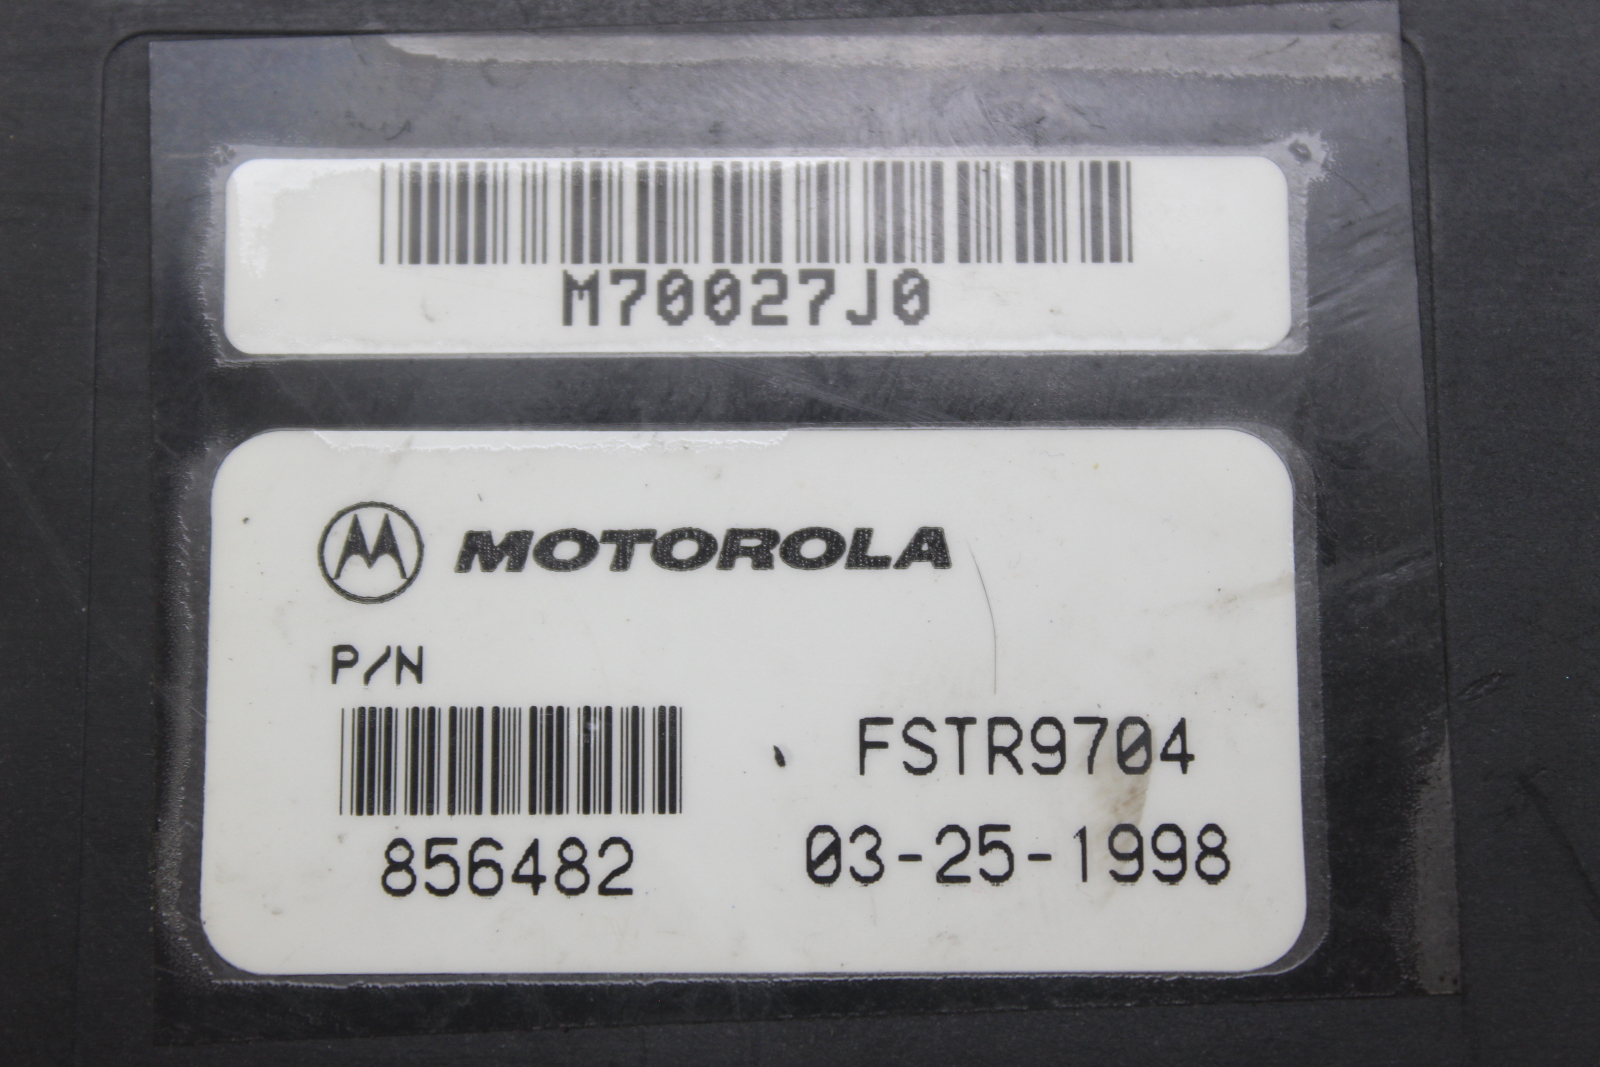 M70027J0
MOTOROLA
P/N
FSTR9704
856482
03-25-1998